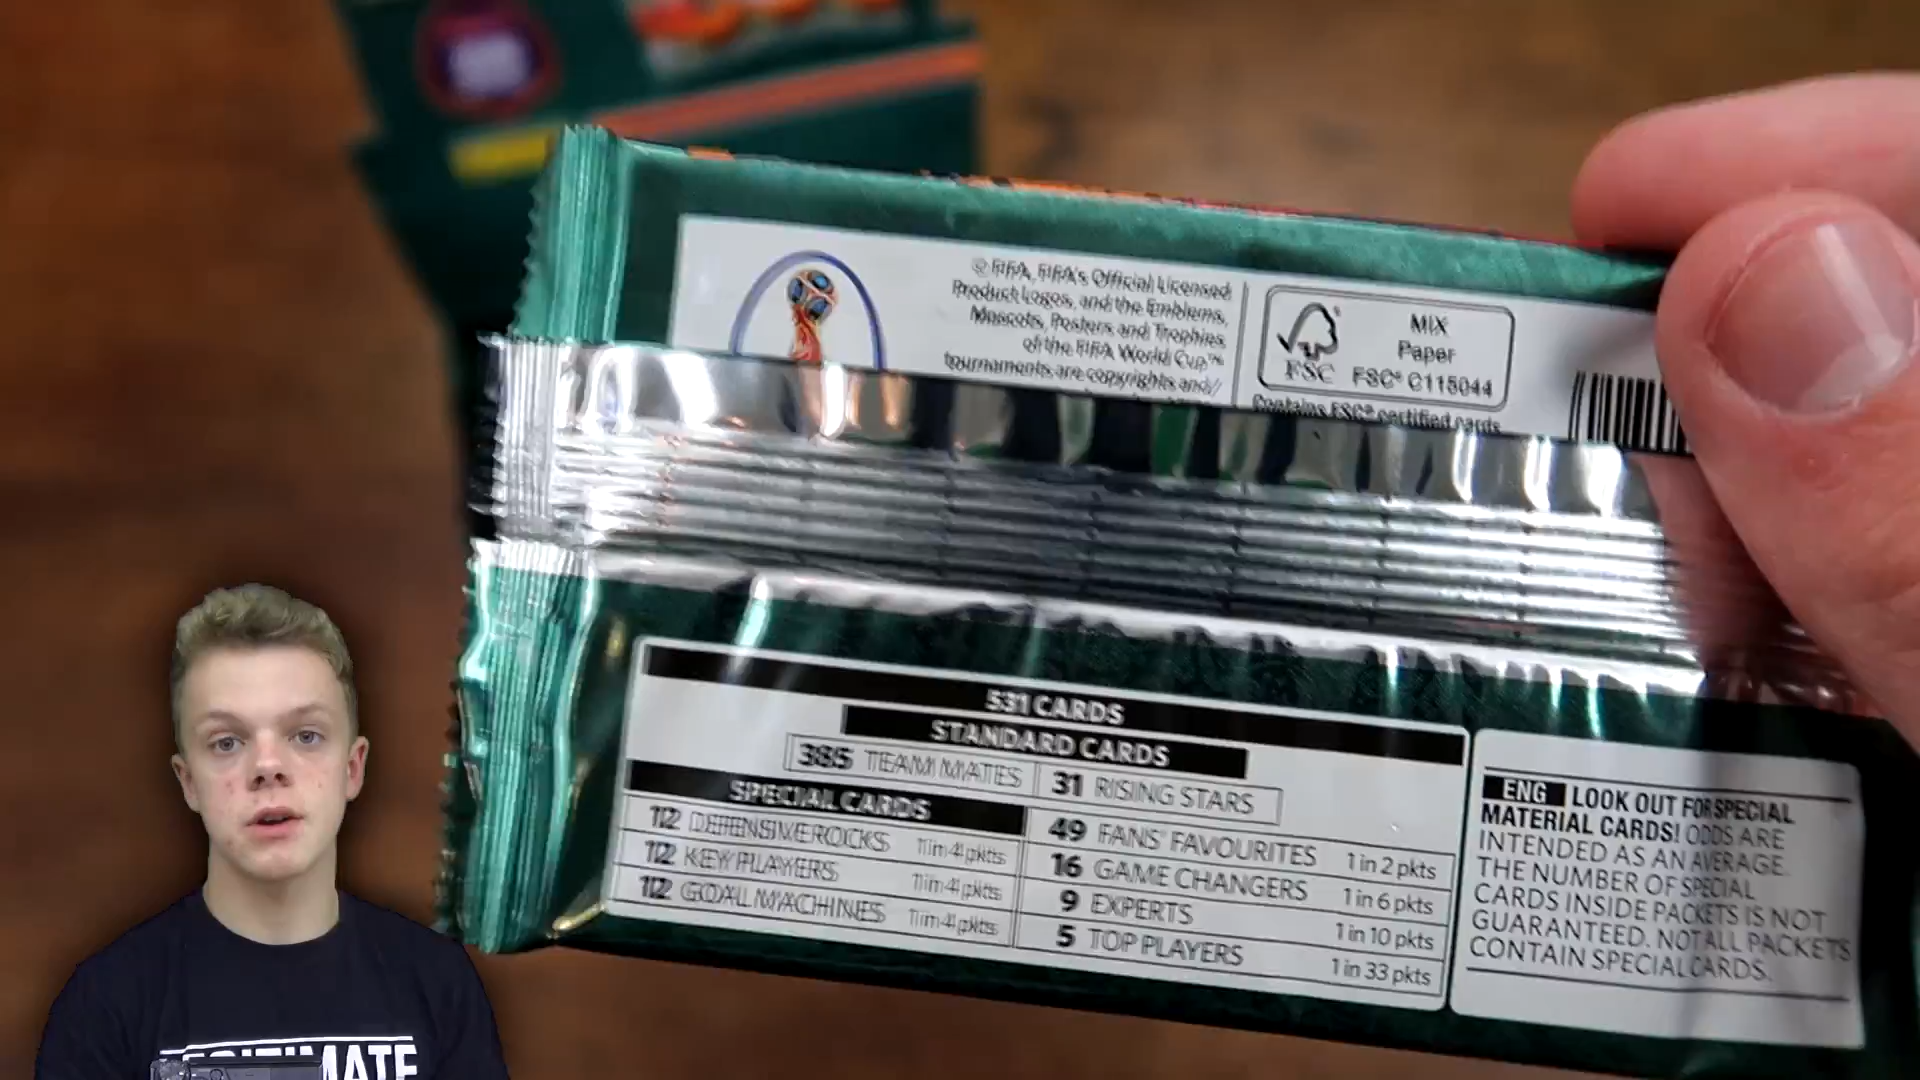 © FIFA, FIFA's Official Licensed
Product Logos, and the Emblems,
Mascots, Posters and Trophies
of the FIFA World Cup™
tournaments are copyrights and/
FSC®
MIX
Paper
FSC® C115044
Contains FSC® certified cards
531 CARDS
STANDARD CARDS
385 TEAM MATES
31 RISING STARS
SPECIAL CARDS
12 DEFENSIVE ROCKS 1 in 4 pkts
12 KEY PLAYERS 1 in 4 pkts
12 GOAL MACHINES 1 in 4 pkts
49 FANS' FAVOURITES 1 in 2 pkts
16 GAME CHANGERS 1 in 6 pkts
9 EXPERTS 1 in 10 pkts
5 TOP PLAYERS 1 in 33 pkts
ENG LOOK OUT FOR SPECIAL
MATERIAL CARDS! ODDS ARE
INTENDED AS AN AVERAGE.
THE NUMBER OF SPECIAL
CARDS INSIDE PACKETS IS NOT
GUARANTEED. NOT ALL PACKETS
CONTAIN SPECIAL CARDS.